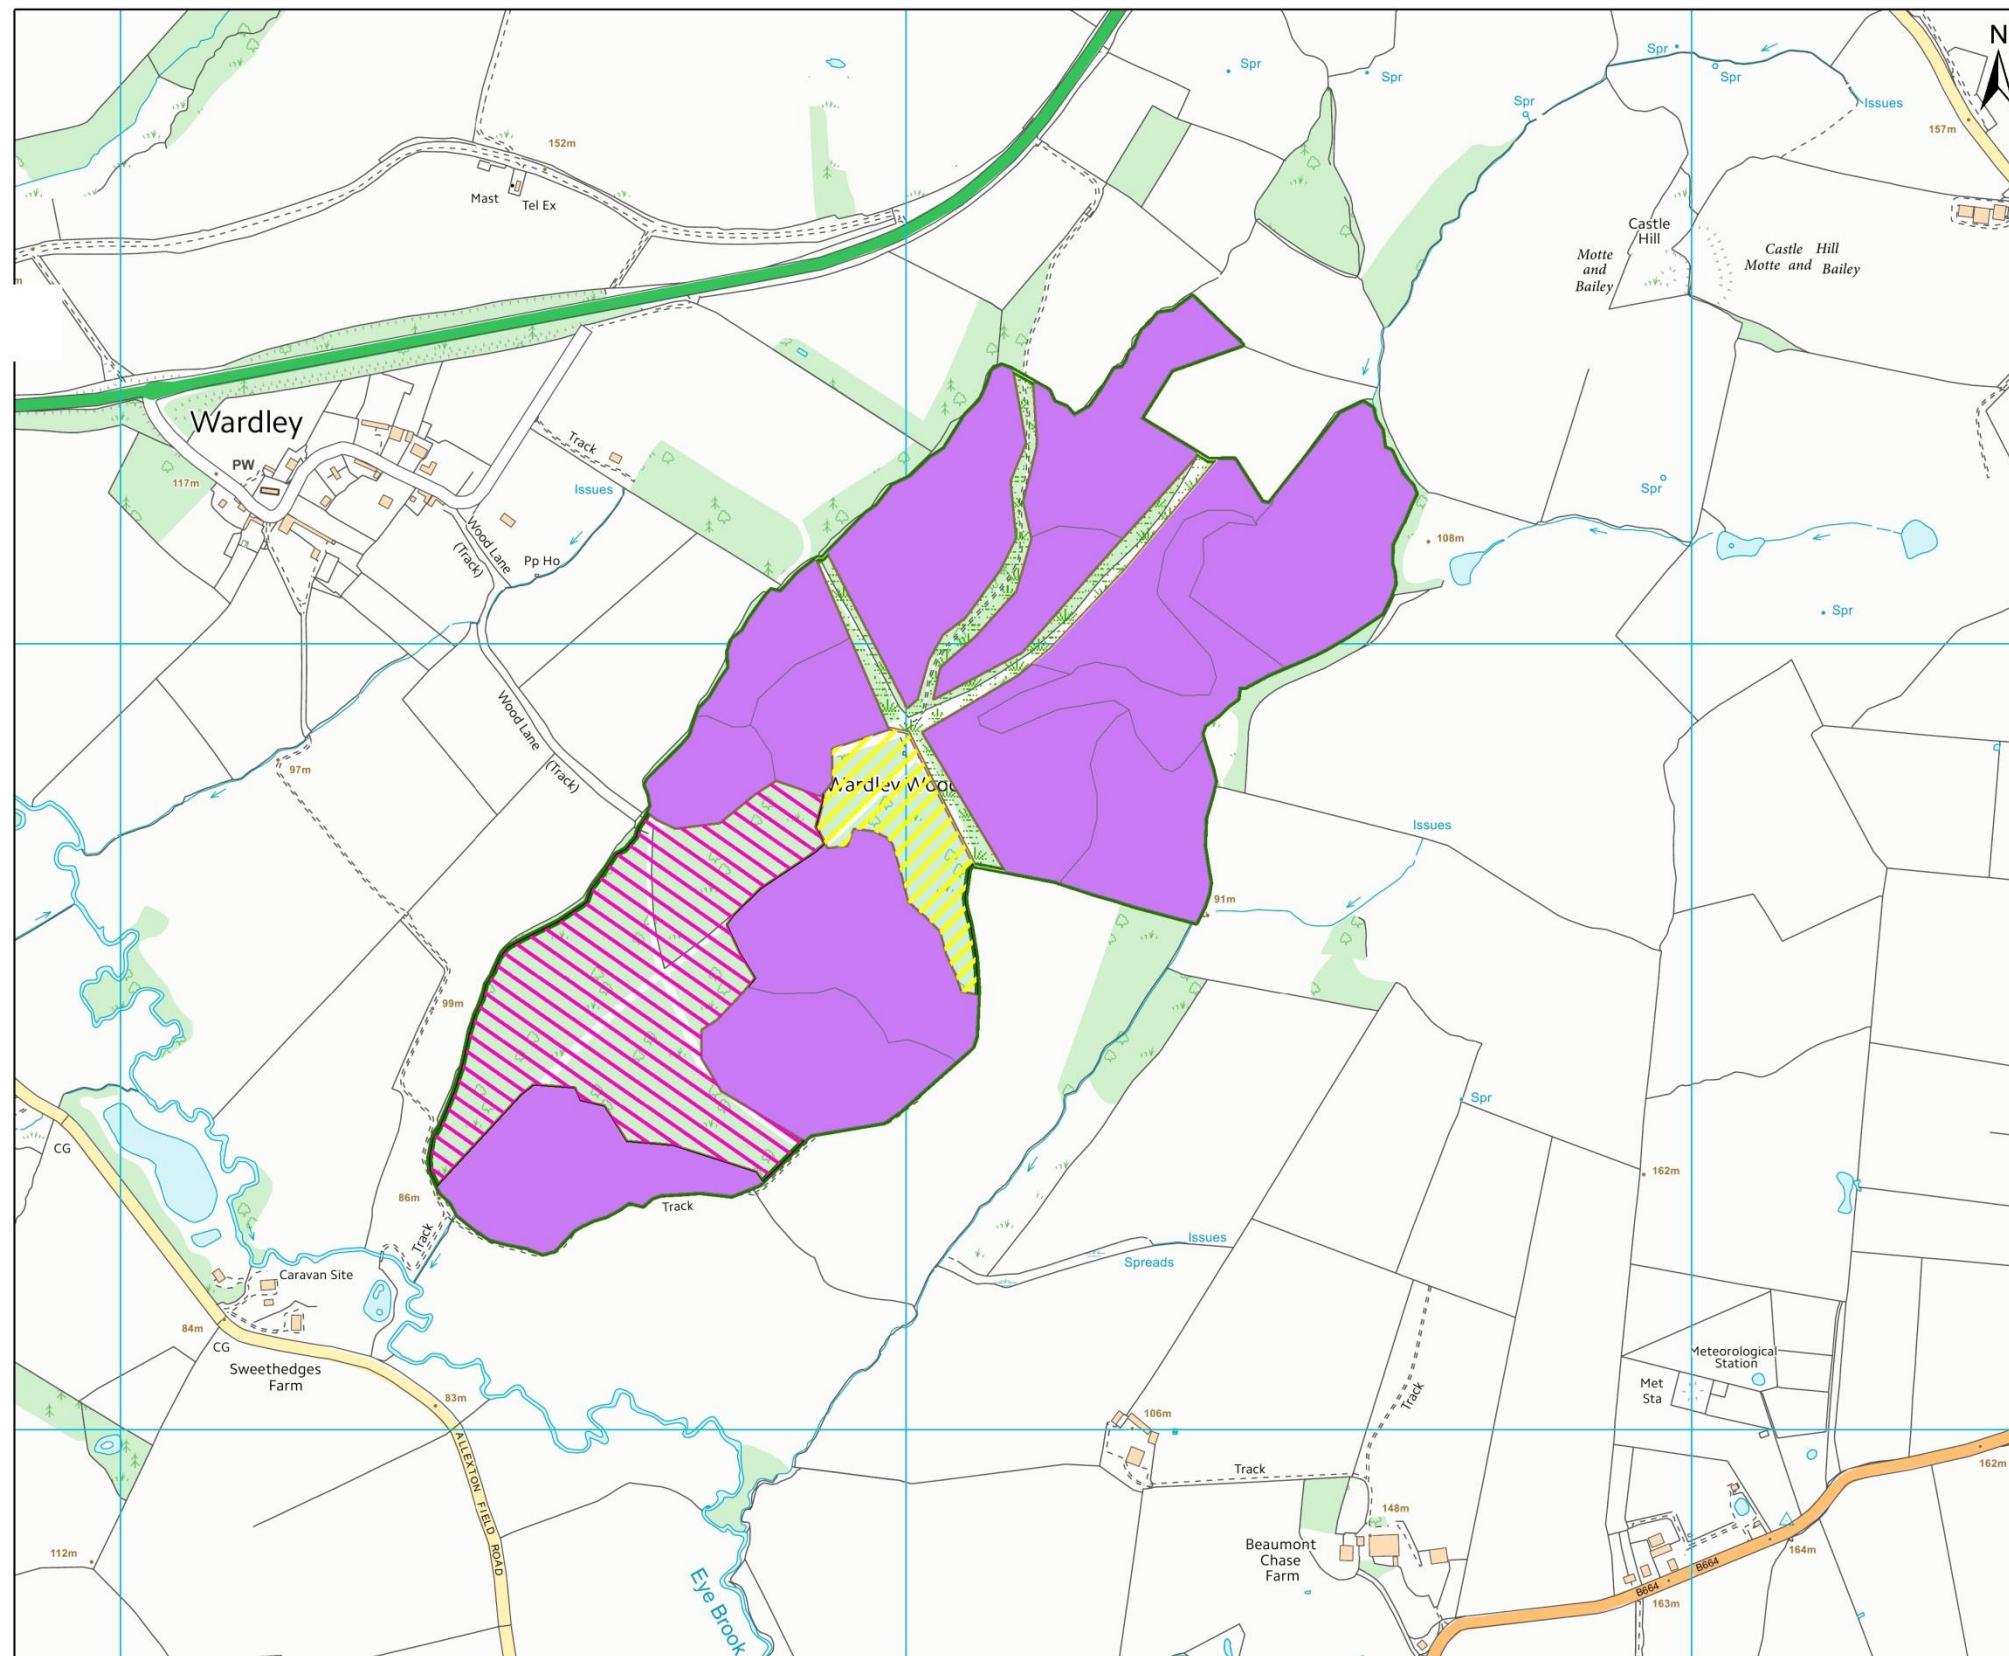 N
Spr
Spr
Spr
Spr
Spr
Issues
157m
152m
Mast
Tel Ex
Castle
Hill
Motte
and
Bailey
Castle Hill
Motte and Bailey
m
Wardley
PW
117m
Track
Issues
Wood Lane
(Track)
Pp Ho
Spr
108m
Spr
Wood Lane
(Track)
97m
Wardley Wood
Issues
91m
99m
CG
Spr
162m
86m
Track
Track
Issues
Spreads
Caravan Site
84m
CG
Sweethedges
Farm
83m
Meteorological
Station
Met
Sta
Track
106m
ALLEXTON FIELD ROAD
Track
162m
148m
112m
Beaumont
Chase
Farm
164m
B664
B664
163m
Eye Brook